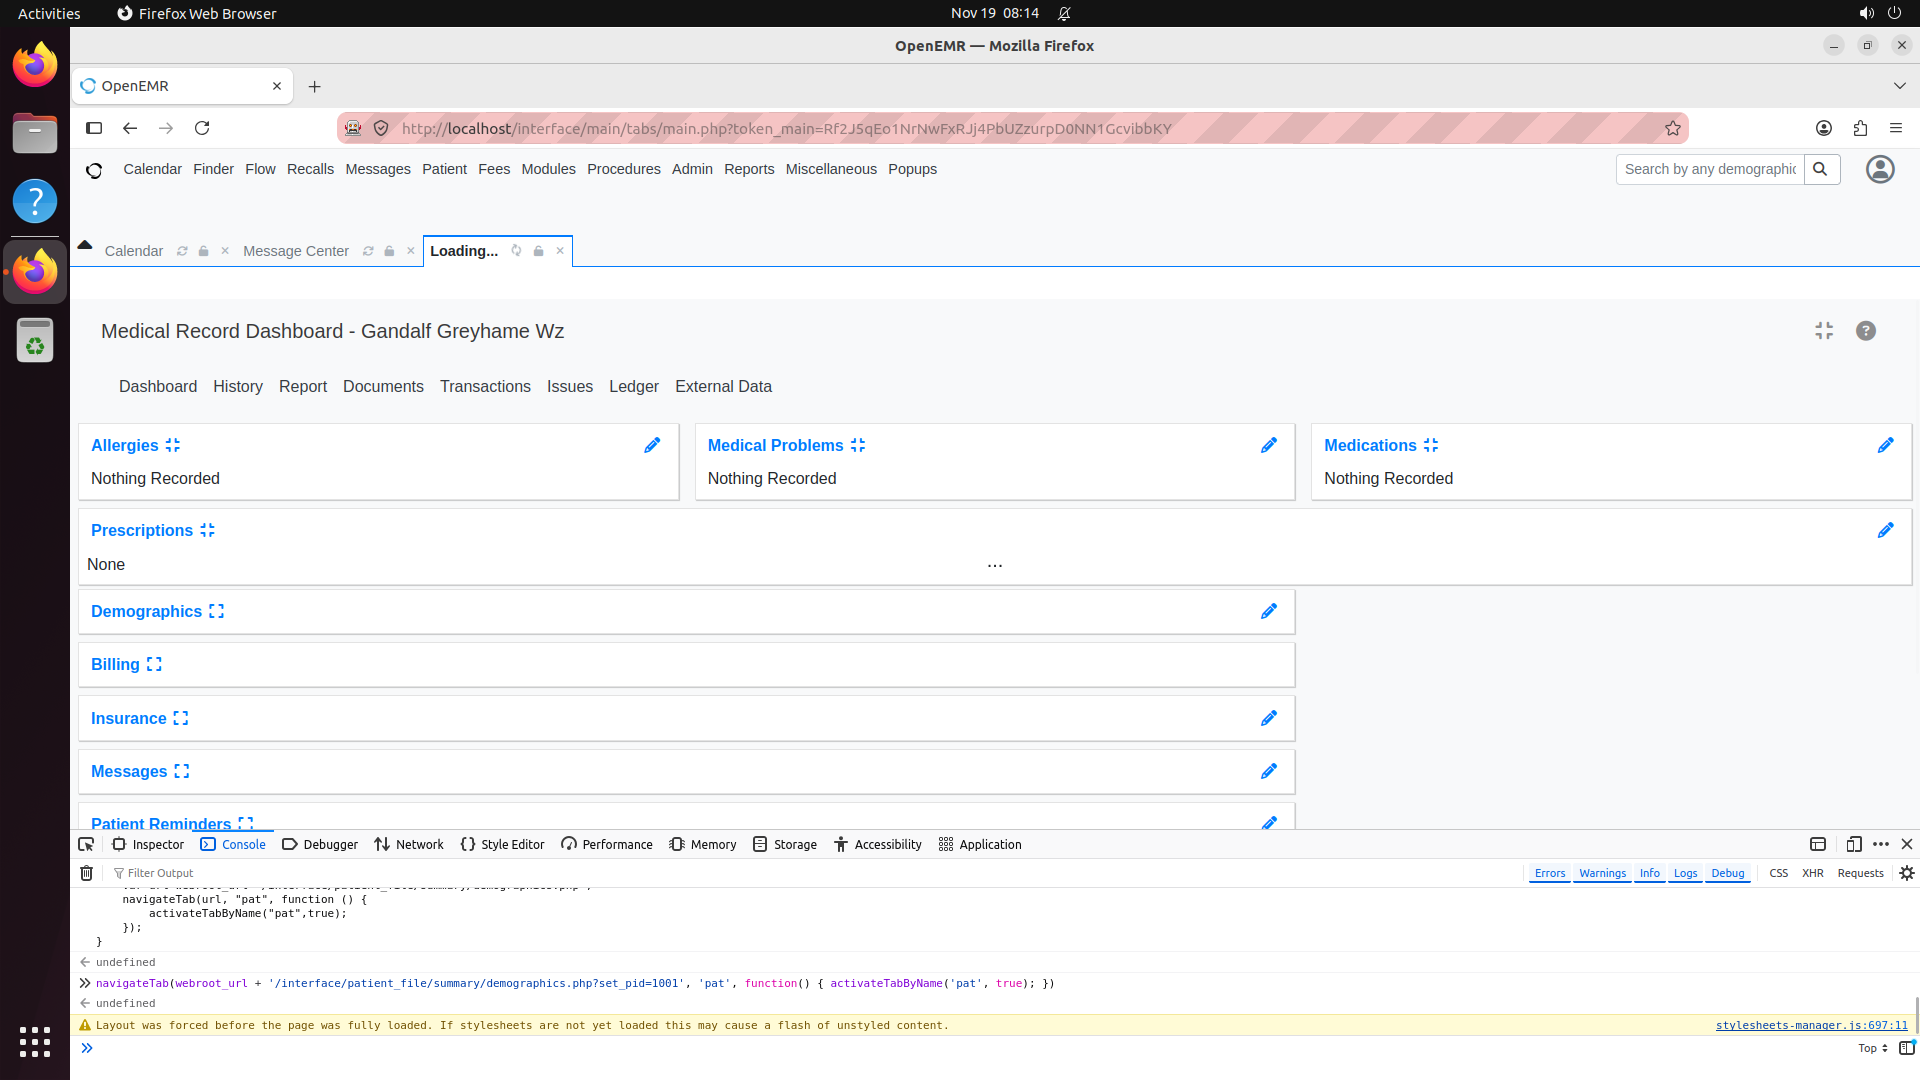 Activities Firefox Web Browser Nov 19 08:14
OpenEMR — Mozilla Firefox
OpenEMR
http://localhost/interface/main/tabs/main.php?token_main=Rf2J5qEo1NrNwFxRJj4PbUZzurpD0NN1GcvibbKY
Calendar Finder Flow Recalls Messages Patient Fees Modules Procedures Admin Reports Miscellaneous Popups Search by any demographic
Calendar Message Center Loading...
Medical Record Dashboard - Gandalf Greyhame Wz
Dashboard History Report Documents Transactions Issues Ledger External Data
Allergies Medical Problems Medications
Nothing Recorded Nothing Recorded Nothing Recorded
Prescriptions
None ...
Demographics
Billing
Insurance
Messages
Patient Reminders
Inspector Console Debugger Network Style Editor Performance Memory Storage Accessibility Application
Filter Output Errors Warnings Info Logs Debug CSS XHR Requests
navigateTab(url, "pat", function () {
activateTabByName("pat",true);
});
}
undefined
navigateTab(webroot_url + '/interface/patient_file/summary/demographics.php?set_pid=1001', 'pat', function() { activateTabByName('pat', true); })
undefined
Layout was forced before the page was fully loaded. If stylesheets are not yet loaded this may cause a flash of unstyled content. stylesheets-manager.js:697:11
Top